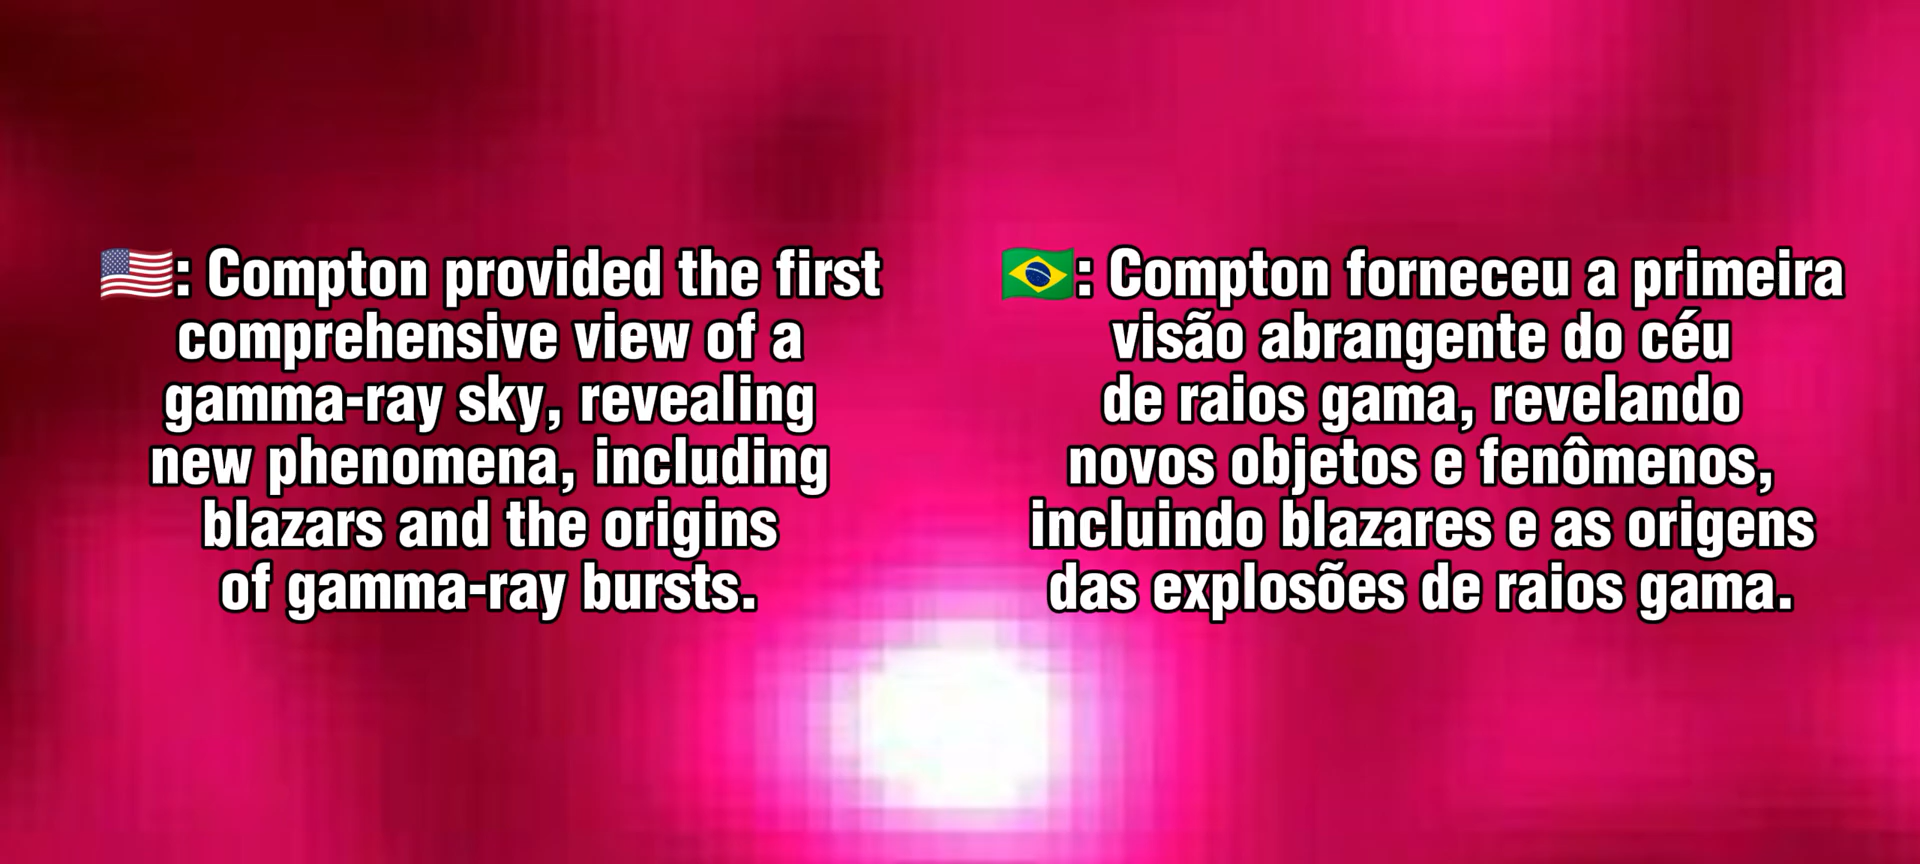 🇺🇸: Compton provided the first
comprehensive view of a
gamma-ray sky, revealing
new phenomena, including
blazars and the origins
of gamma-ray bursts.
🇧🇷: Compton forneceu a primeira
visão abrangente do céu
de raios gama, revelando
novos objetos e fenômenos,
incluindo blazares e as origens
das explosões de raios gama.